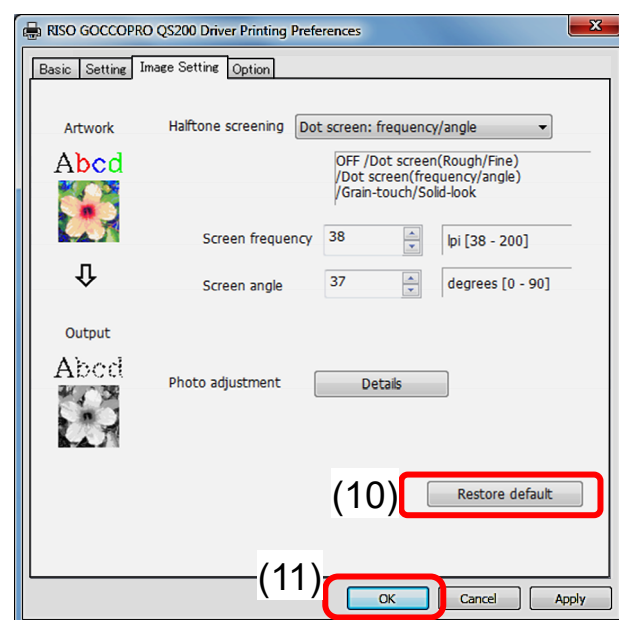 RISO GOCCOPRO QS200 Driver Printing Preferences
Basic Setting Image Setting Option
Artwork Halftone screening Dot screen: frequency/angle
Abcd
OFF /Dot screen(Rough/Fine)
/Dot screen(frequency/angle)
/Grain-touch/Solid-look
Screen frequency 38 lpi [38 - 200]
Screen angle 37 degrees [0 - 90]
Output
Abcd
Photo adjustment Details
(10) Restore default
(11) OK Cancel Apply